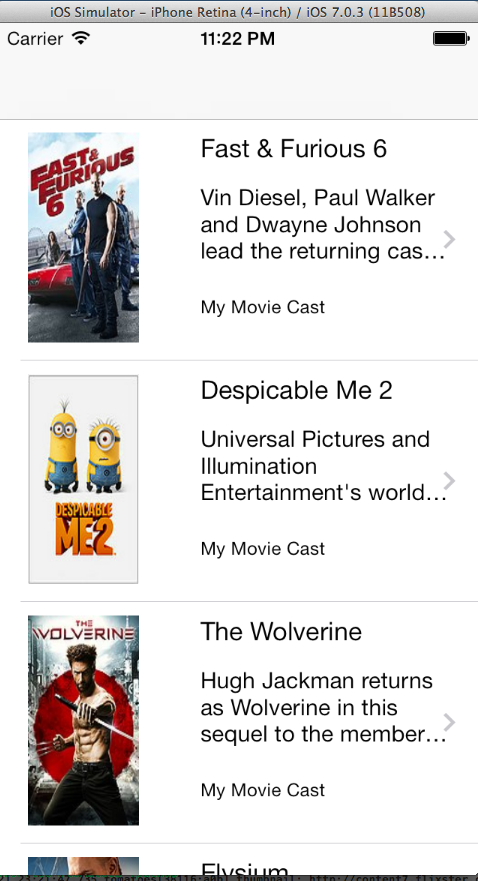 iOS Simulator – iPhone Retina (4-inch) / iOS 7.0.3 (11B508)
Carrier 11:22 PM
FAST &
FURIOUS
6
Fast & Furious 6
Vin Diesel, Paul Walker
and Dwayne Johnson
lead the returning cas…
My Movie Cast
DESPICABLE
ME 2
Despicable Me 2
Universal Pictures and
Illumination
Entertainment's world…
My Movie Cast
THE
WOLVERINE
The Wolverine
Hugh Jackman returns
as Wolverine in this
sequel to the member…
My Movie Cast
Elysium